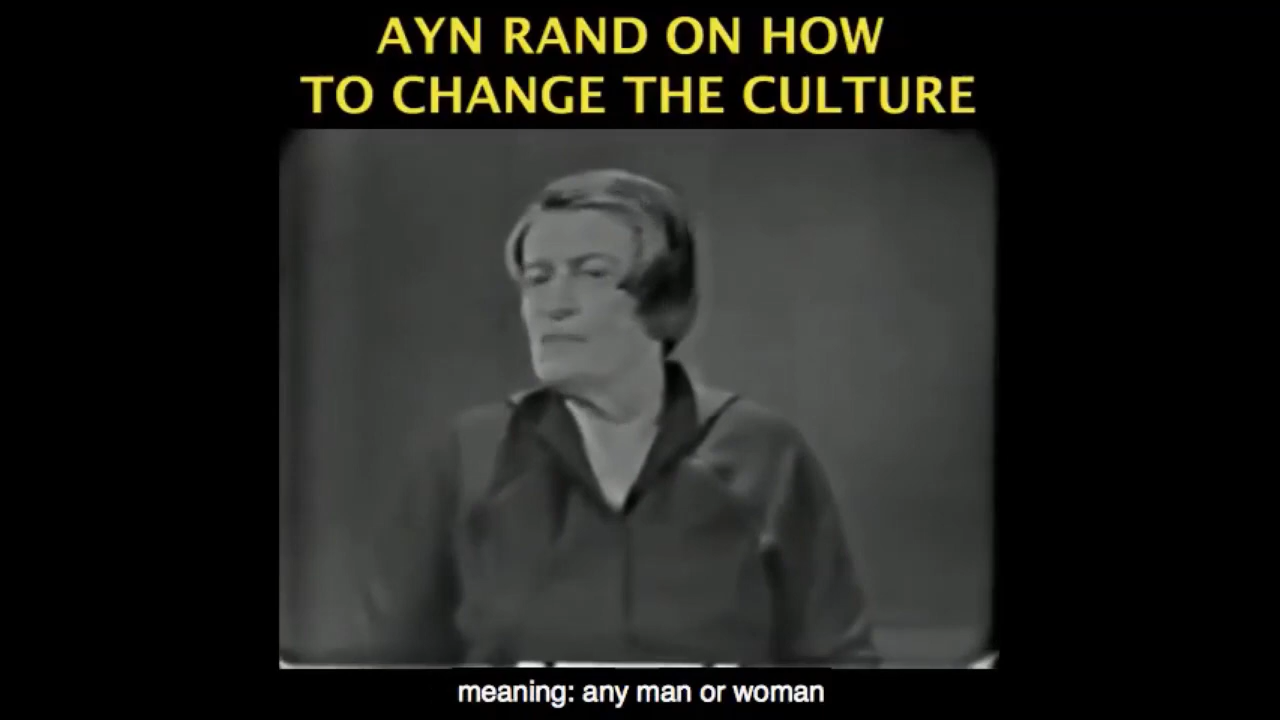 AYN RAND ON HOW
TO CHANGE THE CULTURE
meaning: any man or woman